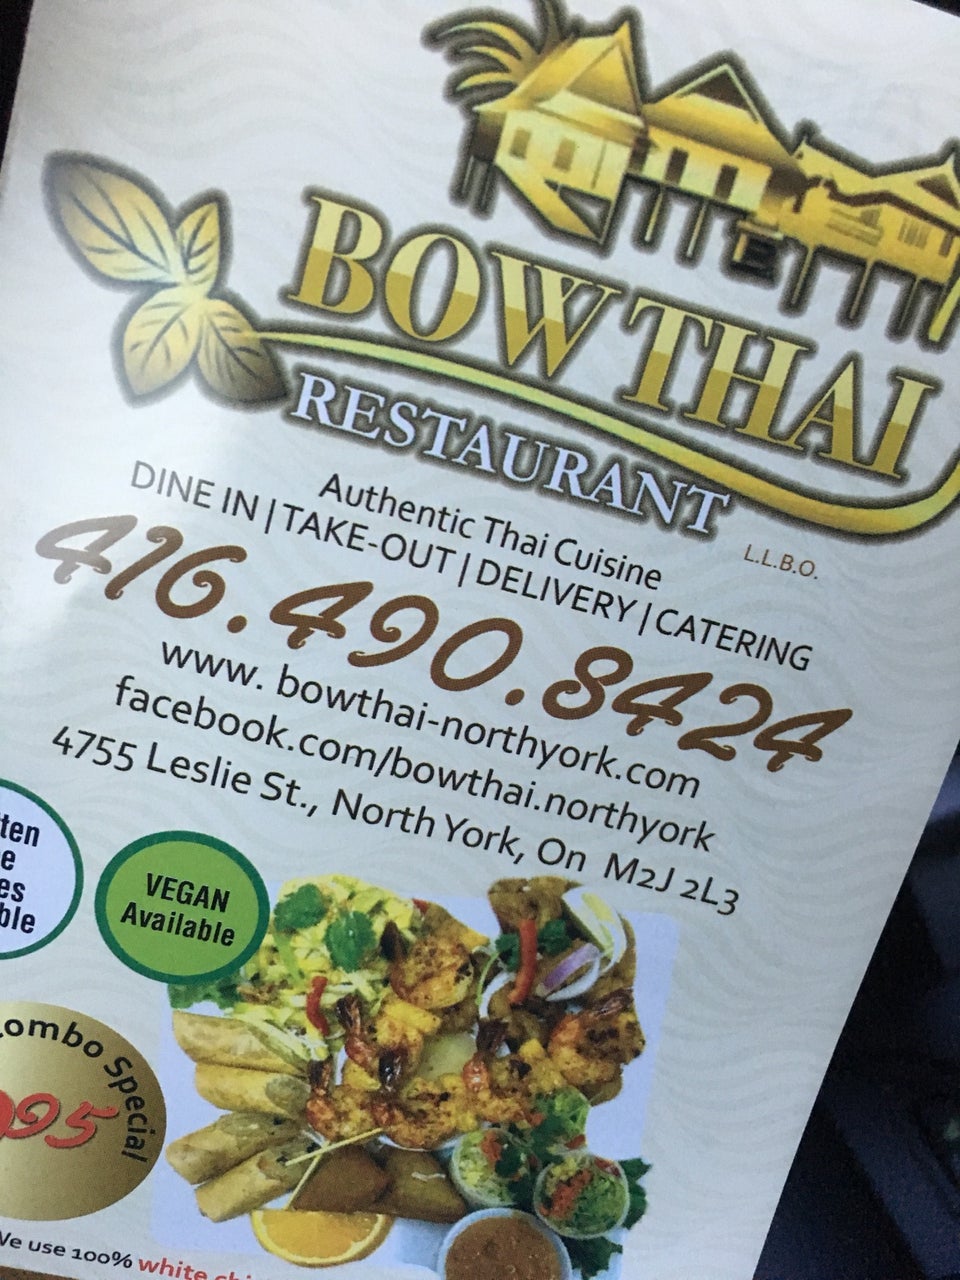 BOW THAI
RESTAURANT
L.L.B.O.
Authentic Thai Cuisine
DINE IN | TAKE-OUT | DELIVERY | CATERING
416.490.8424
www. bowthai-northyork.com
facebook.com/bowthai.northyork
4755 Leslie St., North York, On M2J 2L3
VEGAN
Available
Combo Special
95
We use 100% white